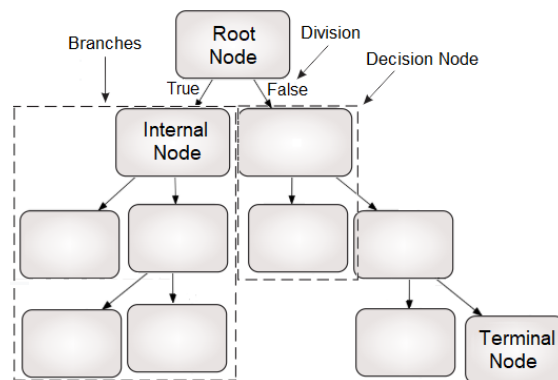 Root
Node
Branches
Division
Decision Node
True
False
Internal
Node
Terminal
Node